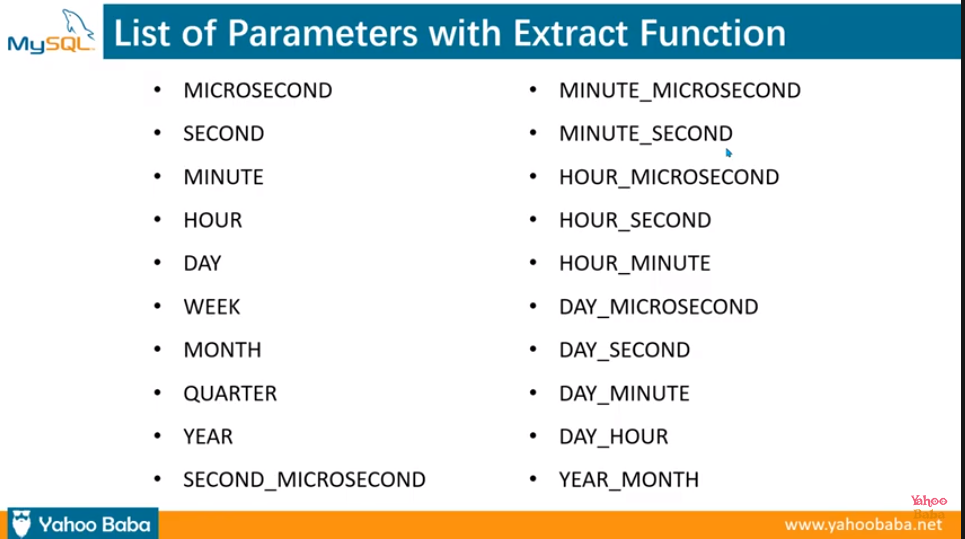 MySQL
List of Parameters with Extract Function
• MICROSECOND
• SECOND
• MINUTE
• HOUR
• DAY
• WEEK
• MONTH
• QUARTER
• YEAR
• SECOND_MICROSECOND
• MINUTE_MICROSECOND
• MINUTE_SECOND
• HOUR_MICROSECOND
• HOUR_SECOND
• HOUR_MINUTE
• DAY_MICROSECOND
• DAY_SECOND
• DAY_MINUTE
• DAY_HOUR
• YEAR_MONTH
Yahoo
Baba
Yahoo Baba
www.yahoobaba.net